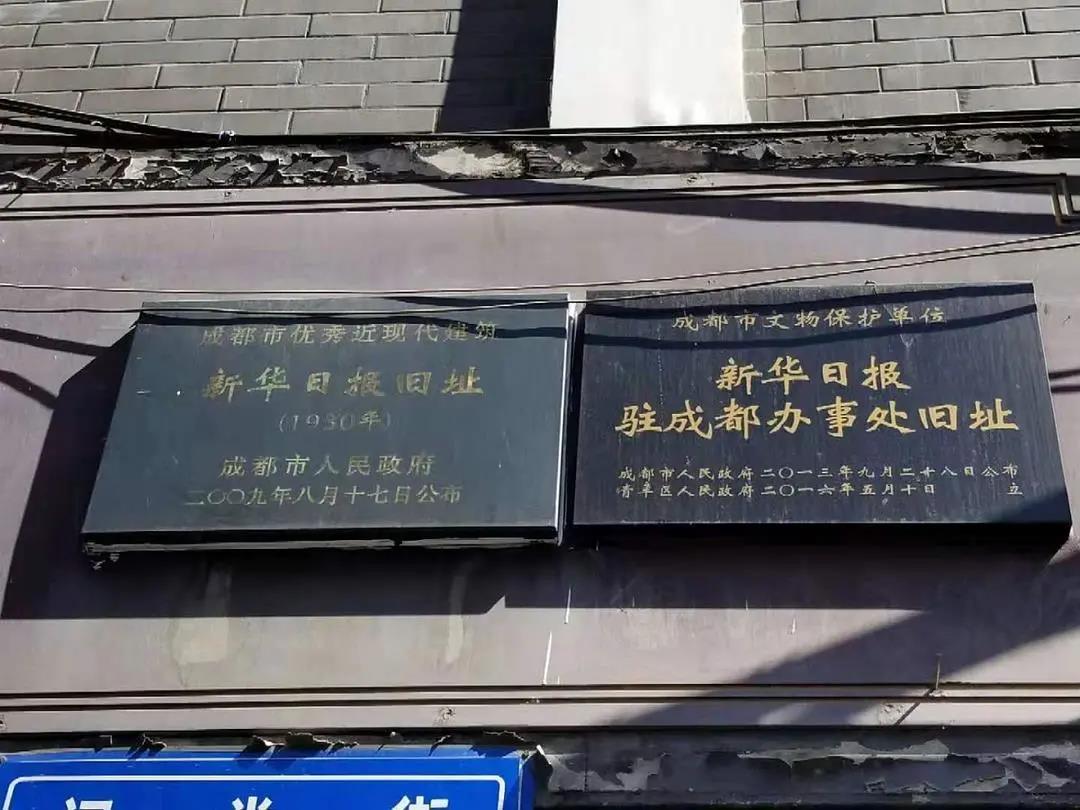 成都市优秀近现代建筑
新华日报旧址
(1930年)
成都市人民政府
二〇〇九年八月十七日公布
成都市文物保护单位
新华日报
驻成都办事处旧址
成都市人民政府二〇一三年九月二十八日公布
青羊区人民政府二〇一六年五月十日 立
街